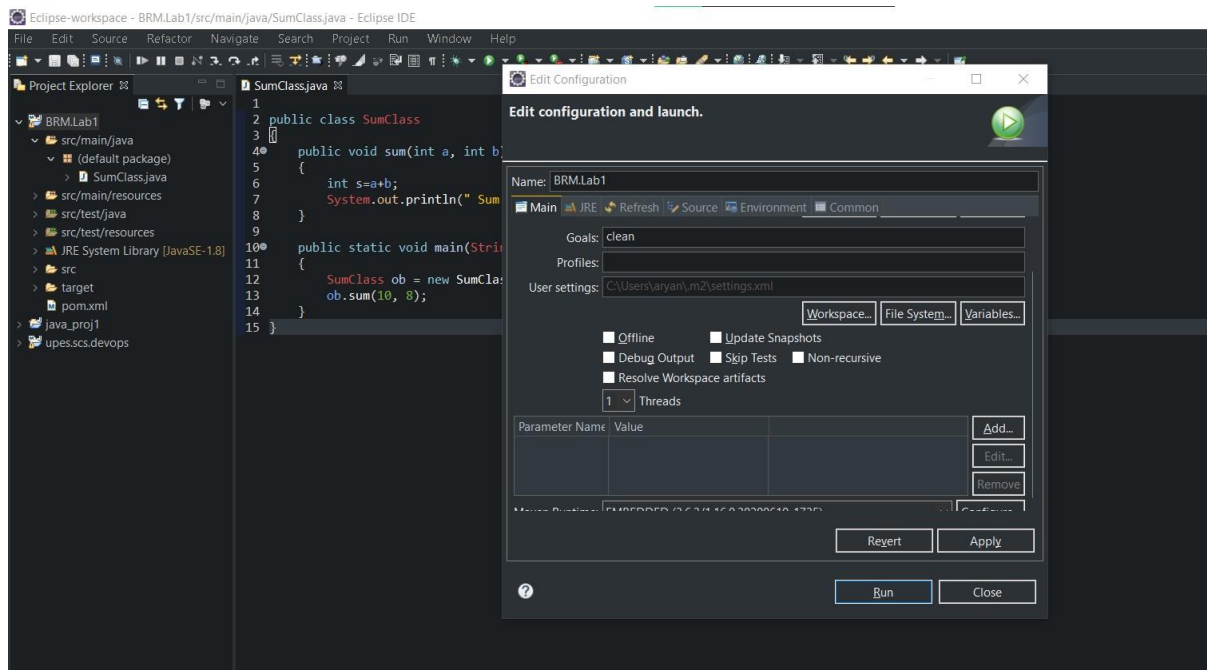 Eclipse-workspace - BRM.Lab1/src/main/java/SumClass.java - Eclipse IDE
File Edit Source Refactor Navigate Search Project Run Window Help
Project Explorer
BRM.Lab1
src/main/java
(default package)
SumClass.java
src/main/resources
src/test/java
src/test/resources
JRE System Library [JavaSE-1.8]
src
target
pom.xml
java_proj1
upes.scs.devops
SumClass.java
1
2 public class SumClass
3 {
4 public void sum(int a, int b)
5 {
6 int s=a+b;
7 System.out.println(" Sum
8 }
9
10 public static void main(Strin
11 {
12 SumClass ob = new SumClas
13 ob.sum(10, 8);
14 }
15 }
Edit Configuration
Edit configuration and launch.
Name: BRM.Lab1
Main JRE Refresh Source Environment Common
Goals: clean
Profiles:
User settings: C:\Users\aryan\.m2\settings.xml
Workspace... File System... Variables...
Offline Update Snapshots
Debug Output Skip Tests Non-recursive
Resolve Workspace artifacts
1 Threads
Parameter Name Value
Add...
Edit...
Remove
Maven Runtime: EMBEDDED Configure...
Revert Apply
Run Close